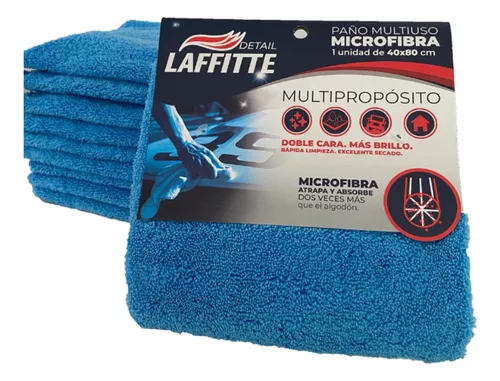 DETAIL
LAFFITTE
PAÑO MULTIUSO
MICROFIBRA
1 unidad de 40x80 cm
MULTIPROPÓSITO
DOBLE CARA. MÁS BRILLO.
RÁPIDA LIMPIEZA. EXCELENTE SECADO.
MICROFIBRA
ATRAPA Y ABSORBE
DOS VECES MÁS
que el algodón.